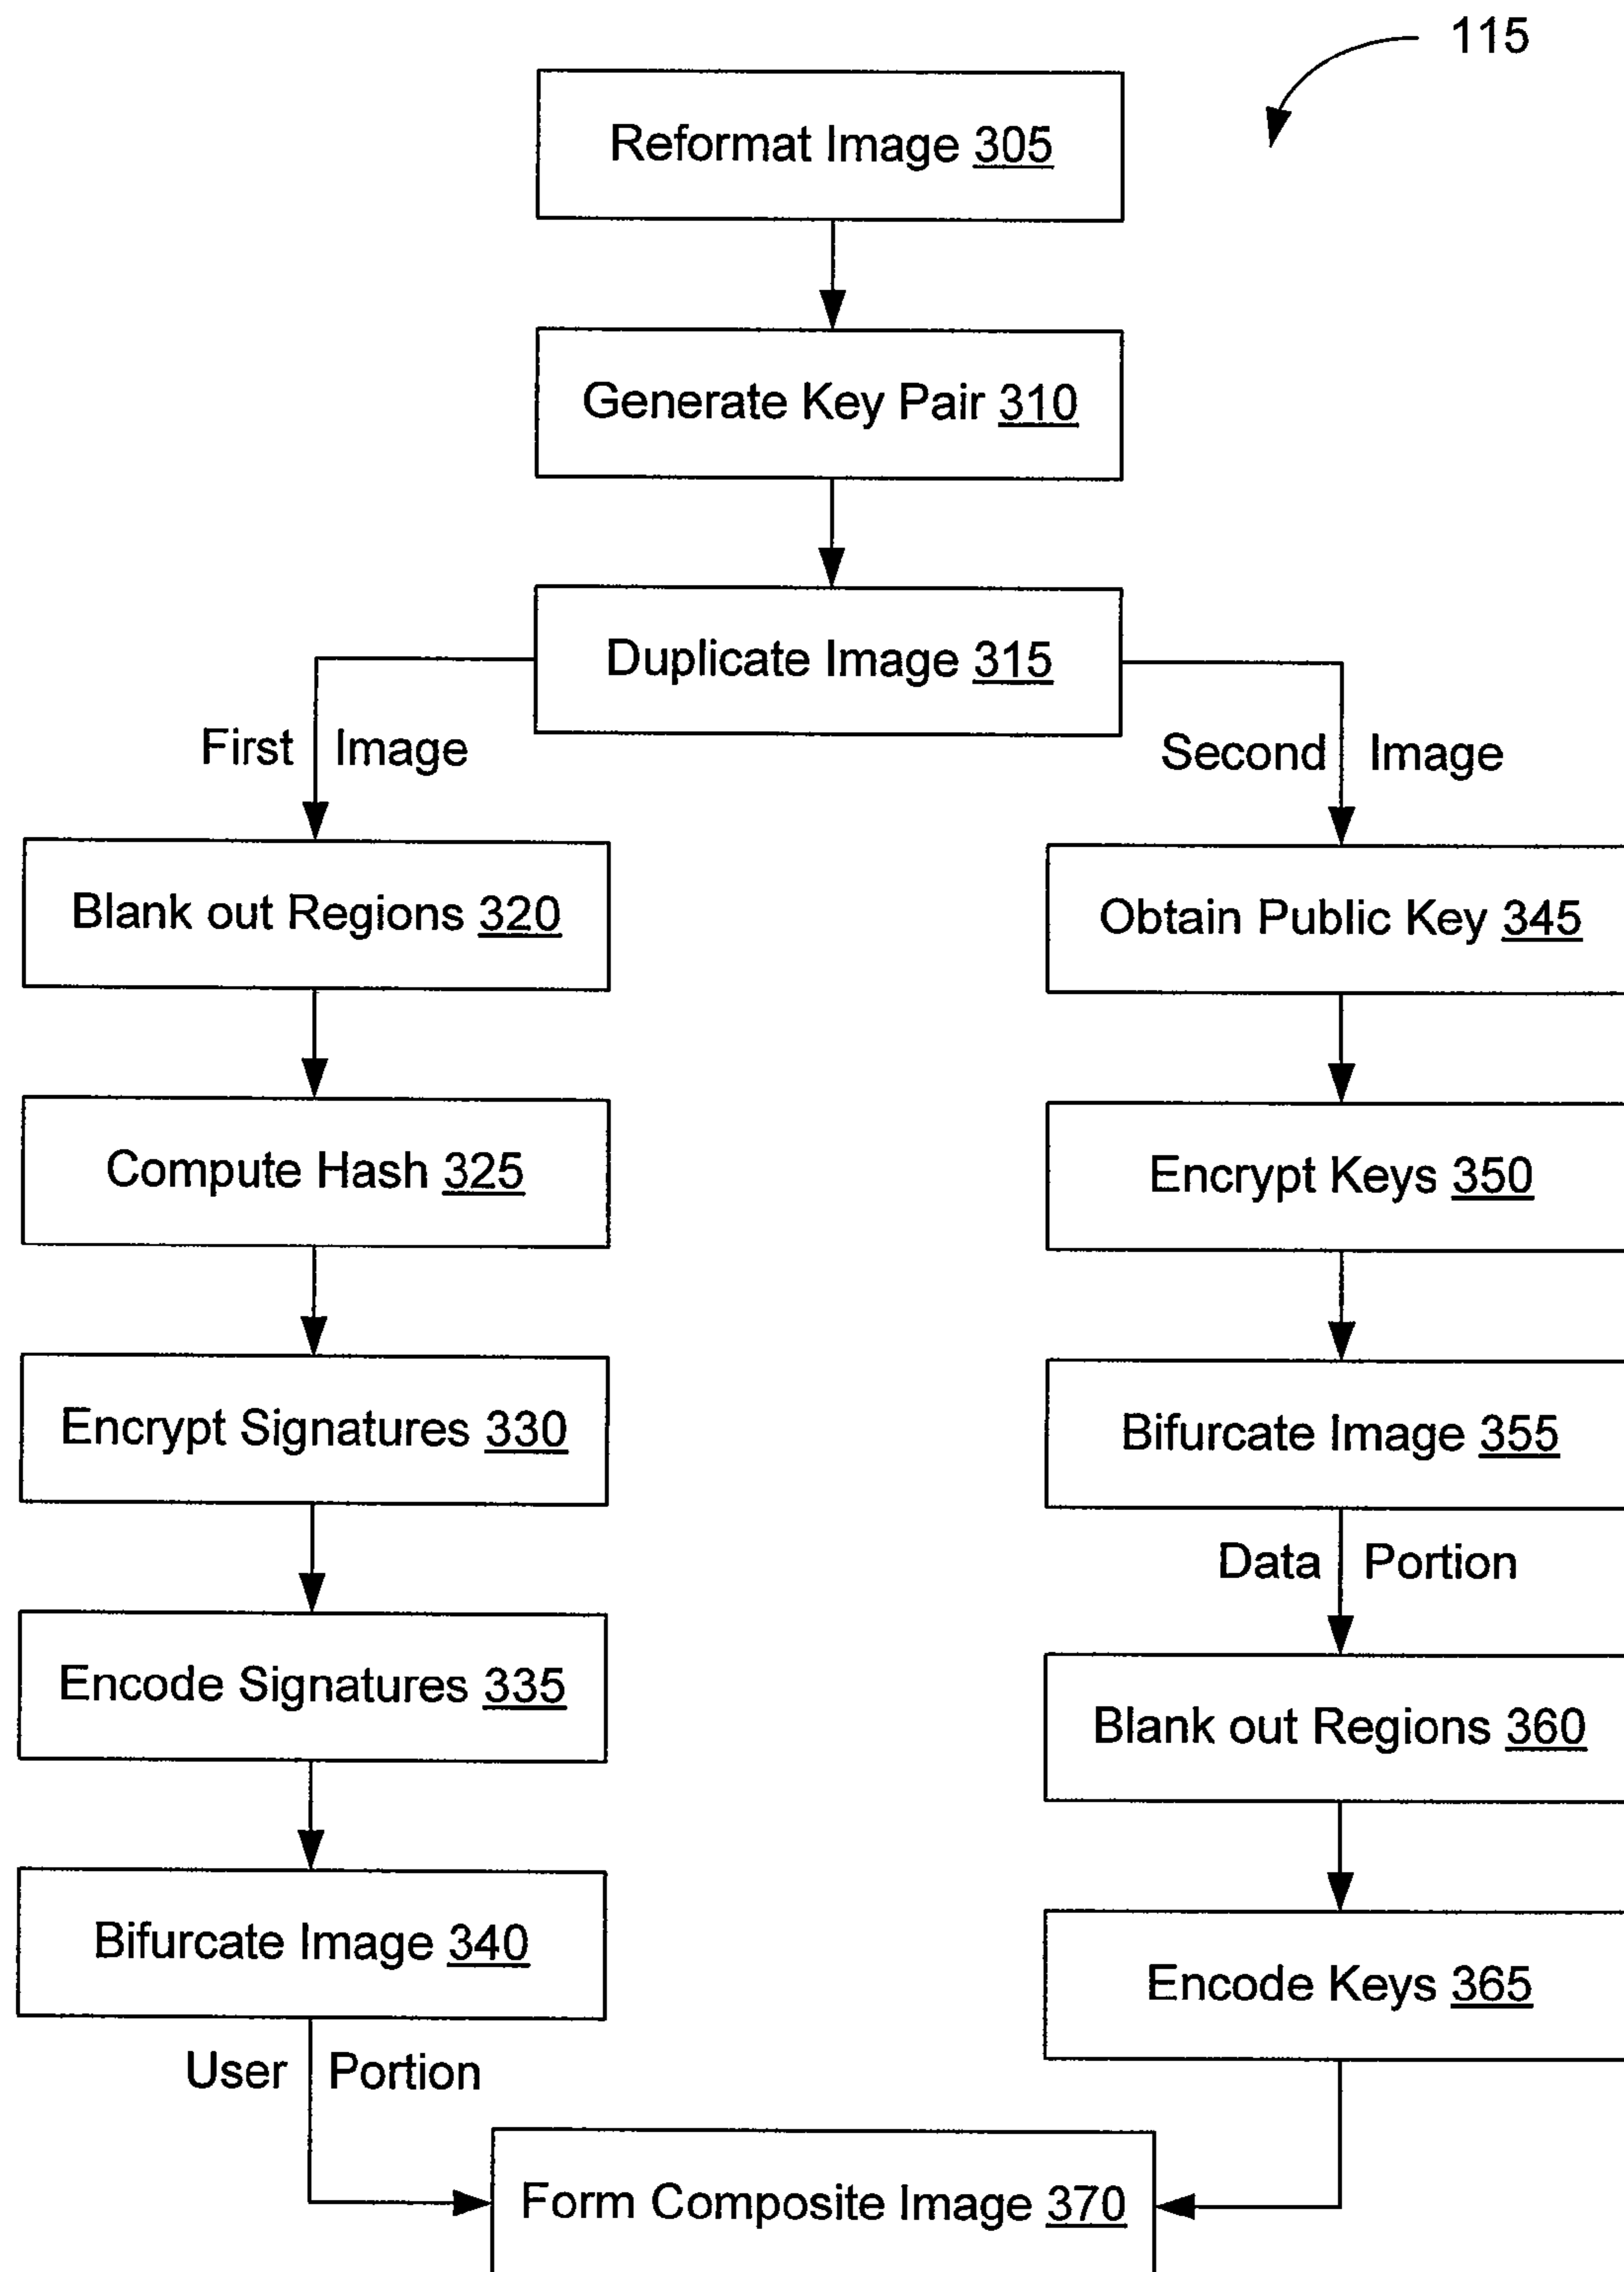 115
Reformat Image 305
Generate Key Pair 310
Duplicate Image 315
First Image
Second Image
Blank out Regions 320
Obtain Public Key 345
Compute Hash 325
Encrypt Keys 350
Encrypt Signatures 330
Bifurcate Image 355
Data Portion
Encode Signatures 335
Blank out Regions 360
Bifurcate Image 340
Encode Keys 365
User Portion
Form Composite Image 370